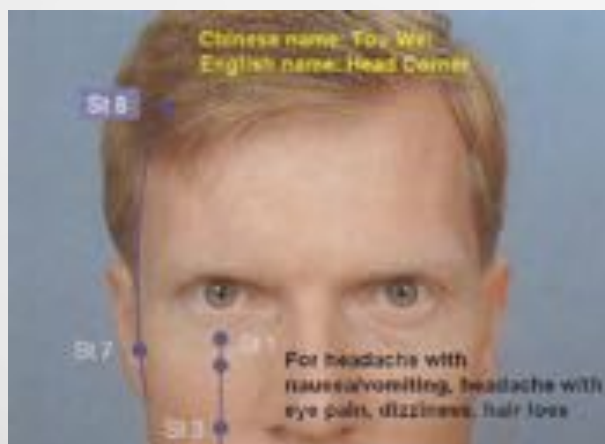 Chinese name: Tou Wei
English name: Head Corner
St 8
St 7
St 1
For headache with
nausea/vomiting, headache with
eye pain, dizziness, hair loss
St 3